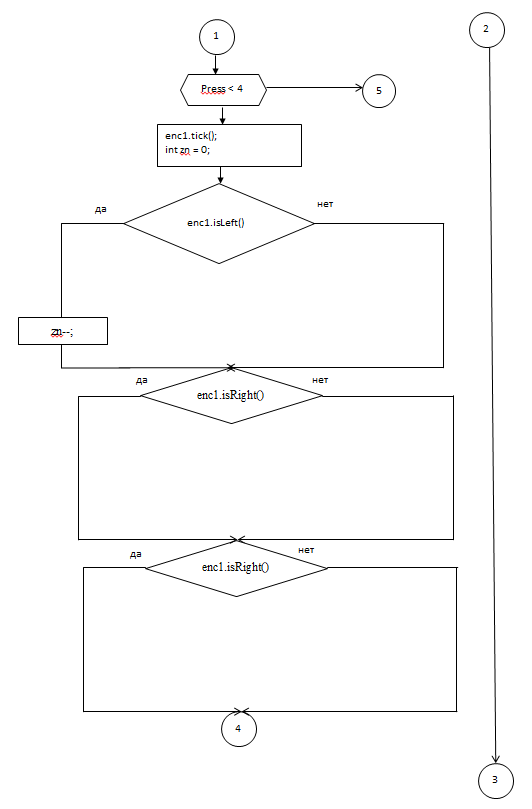 1
2
Press < 4
5
enc1.tick();
int zn = 0;
да
нет
enc1.isLeft()
zn--;
да
нет
enc1.isRight()
да
нет
enc1.isRight()
4
3